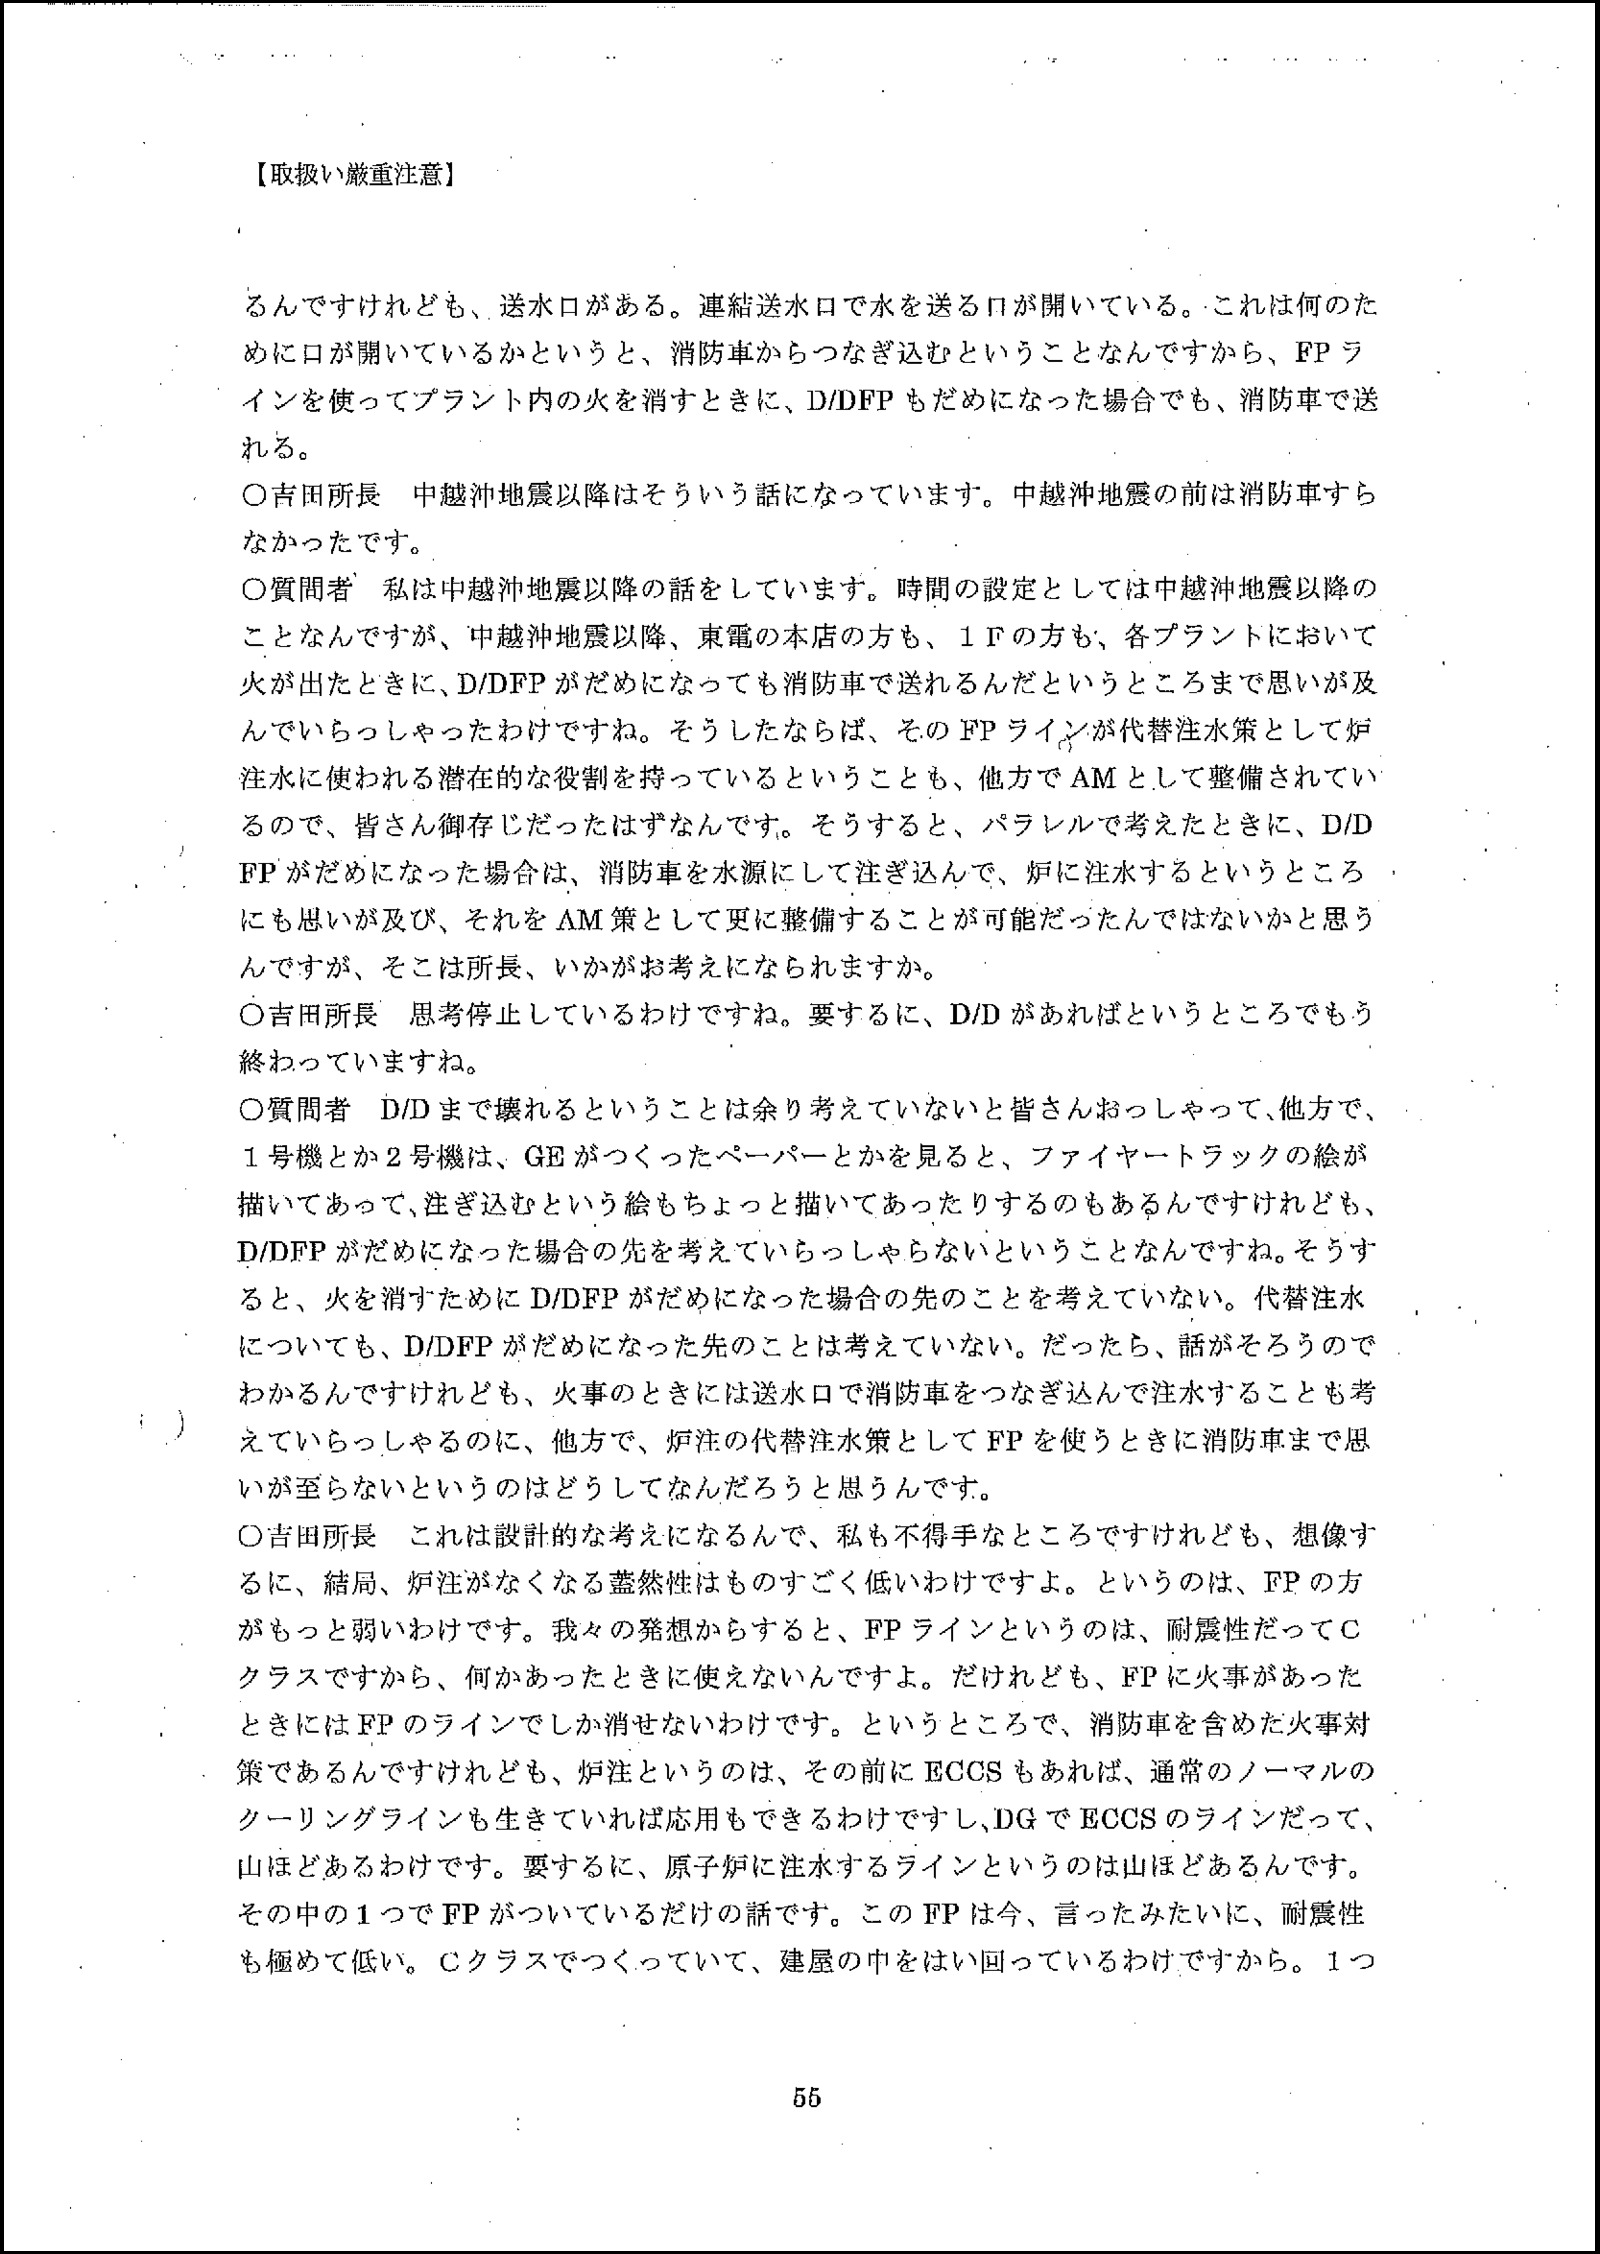 【取扱い厳重注意】
るんですけれども、送水口がある。連結送水口で水を送る口が開いている。これは何のた
めに口が開いているかというと、消防車からつなぎ込むということなんですから、FPラ
インを使ってプラント内の火を消すときに、D/DFPもだめになった場合でも、消防車で送
れる。
○吉田所長　中越沖地震以降はそういう話になっています。中越沖地震の前は消防車すら
なかったです。
○質問者　私は中越沖地震以降の話をしています。時間の設定としては中越沖地震以降の
ことなんですが、中越沖地震以降、東電の本店の方も、１Ｆの方も、各プラントにおいて
火が出たときに、D/DFPがだめになっても消防車で送れるんだというところまで思いが及
んでいらっしゃったわけですね。そうしたならば、そのFPラインが代替注水策として炉
注水に使われる潜在的な役割を持っているということも、他方でAMとして整備されてい
るので、皆さん御存じだったはずなんです。そうすると、パラレルで考えたときに、D/D
FPがだめになった場合は、消防車を水源にして注ぎ込んで、炉に注水するというところ
にも思いが及び、それをAM策として更に整備することが可能だったんではないかと思う
んですが、そこは所長、いかがお考えになられますか。
○吉田所長　思考停止しているわけですね。要するに、D/Dがあればというところでもう
終わっていますね。
○質問者　D/Dまで壊れるということは余り考えていないと皆さんおっしゃって、他方で、
１号機とか２号機は、GEがつくったペーパーとかを見ると、ファイヤートラックの絵が
描いてあって、注ぎ込むという絵もちょっと描いてあったりするのもあるんですけれども、
D/DFPがだめになった場合の先を考えていらっしゃらないということなんですね。そうす
ると、火を消すためにD/DFPがだめになった場合の先のことを考えていない。代替注水
についても、D/DFPがだめになった先のことは考えていない。だったら、話がそろうので
わかるんですけれども、火事のときには送水口で消防車をつなぎ込んで注水することも考
えていらっしゃるのに、他方で、炉注の代替注水策としてFPを使うときに消防車まで思
いが至らないというのはどうしてなんだろうと思うんです。
○吉田所長　これは設計的な考えになるんで、私も不得手なところですけれども、想像す
るに、結局、炉注がなくなる蓋然性はものすごく低いわけですよ。というのは、FPの方
がもっと弱いわけです。我々の発想からすると、FPラインというのは、耐震性だってＣ
クラスですから、何かあったときに使えないんですよ。だけれども、FPに火事があった
ときにはFPのラインでしか消せないわけです。というところで、消防車を含めた火事対
策であるんですけれども、炉注というのは、その前にECCSもあれば、通常のノーマルの
クーリングラインも生きていれば応用もできるわけですし、DGでECCSのラインだって、
山ほどあるわけです。要するに、原子炉に注水するラインというのは山ほどあるんです。
その中の１つでFPがついているだけの話です。このFPは今、言ったみたいに、耐震性
も極めて低い。Ｃクラスでつくっていて、建屋の中をはい回っているわけですから。１つ
55